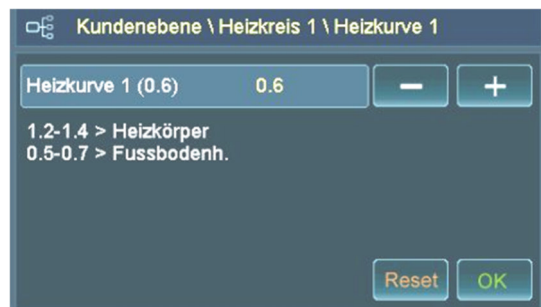 Kundenebene \ Heizkreis 1 \ Heizkurve 1
Heizkurve 1 (0.6) 0.6 − +
1.2-1.4 > Heizkörper
0.5-0.7 > Fussbodenh.
Reset OK